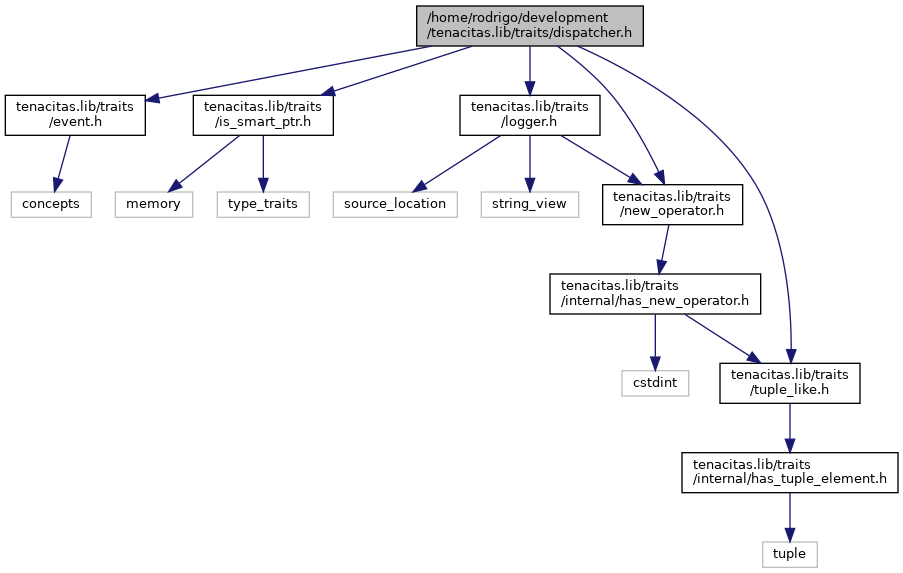 /home/rodrigo/development
/tenacitas.lib/traits/dispatcher.h
tenacitas.lib/traits
/event.h
tenacitas.lib/traits
/is_smart_ptr.h
tenacitas.lib/traits
/logger.h
concepts
memory
type_traits
source_location
string_view
tenacitas.lib/traits
/new_operator.h
tenacitas.lib/traits
/internal/has_new_operator.h
cstdint
tenacitas.lib/traits
/tuple_like.h
tenacitas.lib/traits
/internal/has_tuple_element.h
tuple